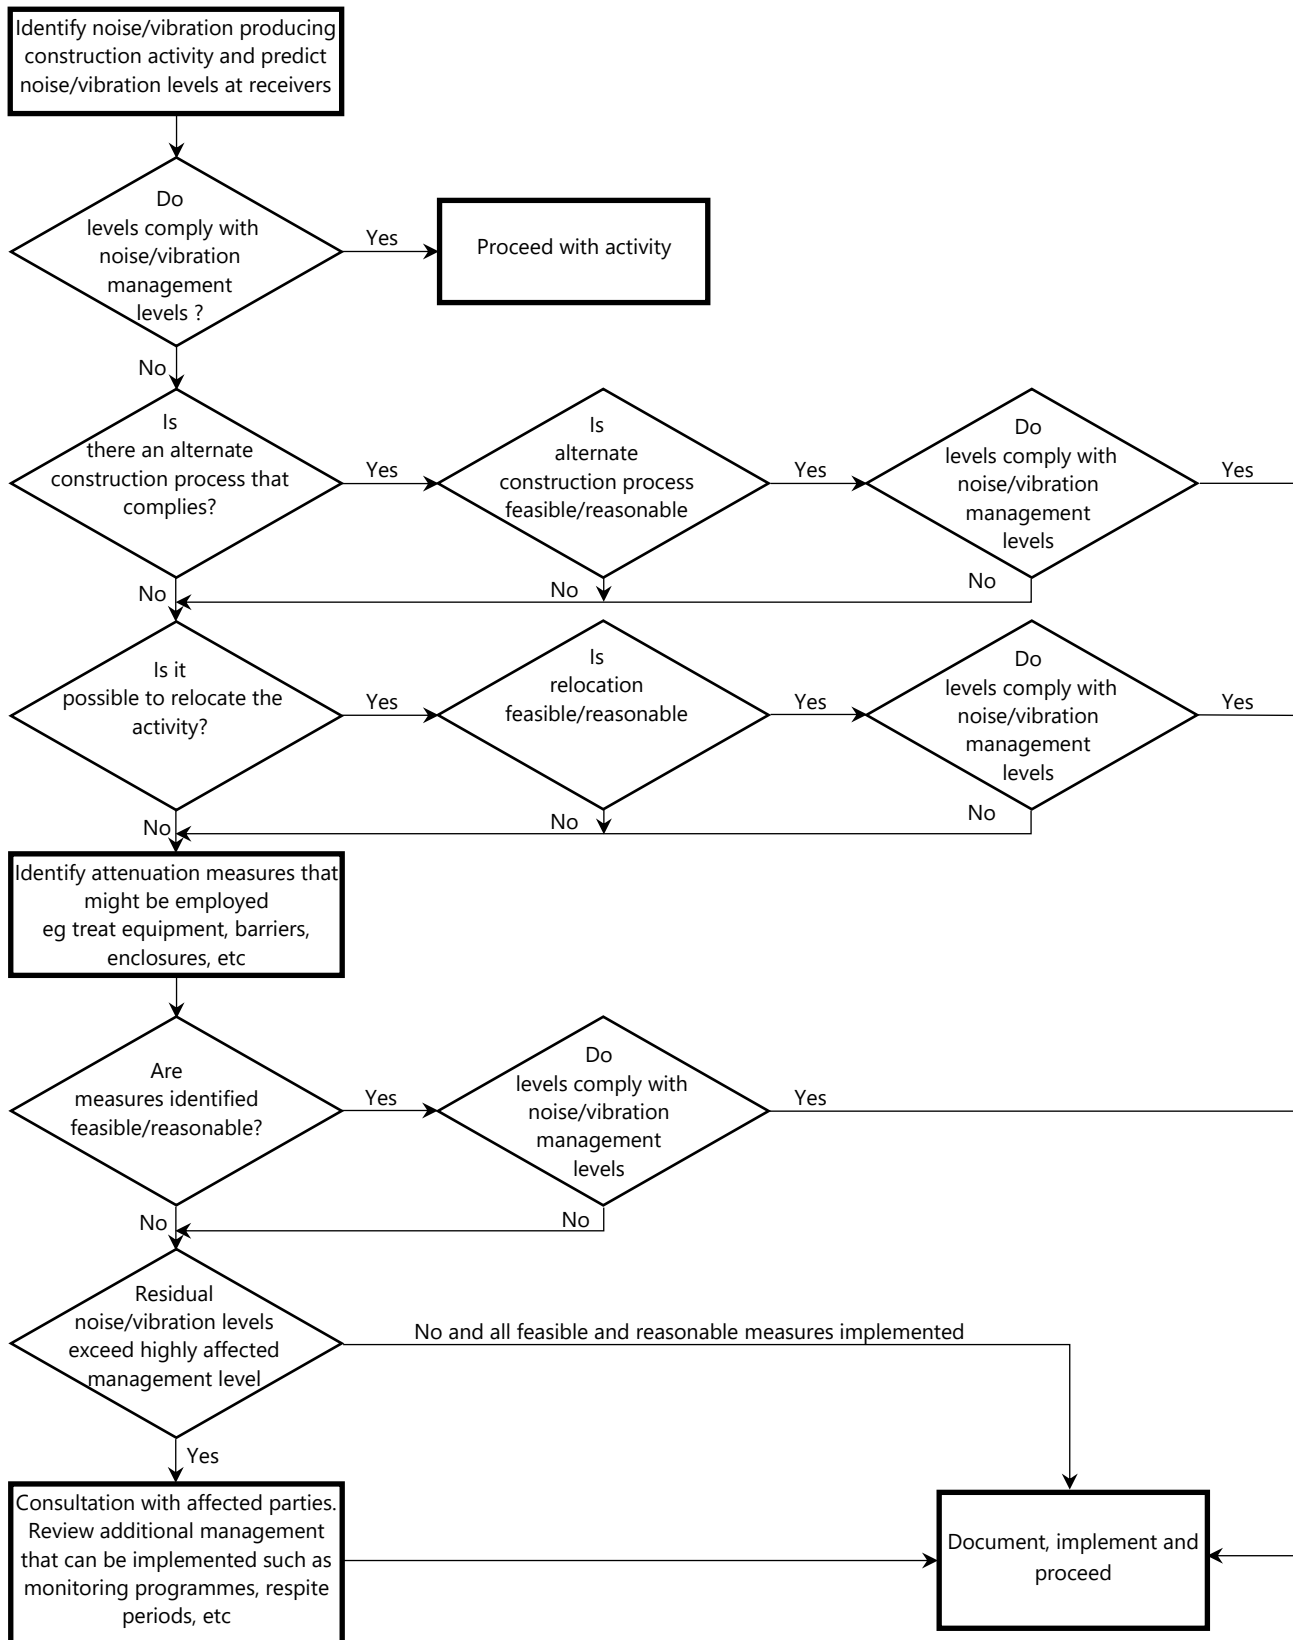 Identify noise/vibration producing
construction activity and predict
noise/vibration levels at receivers
Do
levels comply with
noise/vibration
management
levels ?
Yes
Proceed with activity
No
Is
there an alternate
construction process that
complies?
Yes
Is
alternate
construction process
feasible/reasonable
Yes
Do
levels comply with
noise/vibration
management
levels
Yes
No
No
No
Is it
possible to relocate the
activity?
Yes
Is
relocation
feasible/reasonable
Yes
Do
levels comply with
noise/vibration
management
levels
Yes
No
No
No
Identify attenuation measures that
might be employed
eg treat equipment, barriers,
enclosures, etc
Are
measures identified
feasible/reasonable?
Yes
Do
levels comply with
noise/vibration
management
levels
Yes
No
No
Residual
noise/vibration levels
exceed highly affected
management level
No and all feasible and reasonable measures implemented
Yes
Consultation with affected parties.
Review additional management
that can be implemented such as
monitoring programmes, respite
periods, etc
Document, implement and
proceed